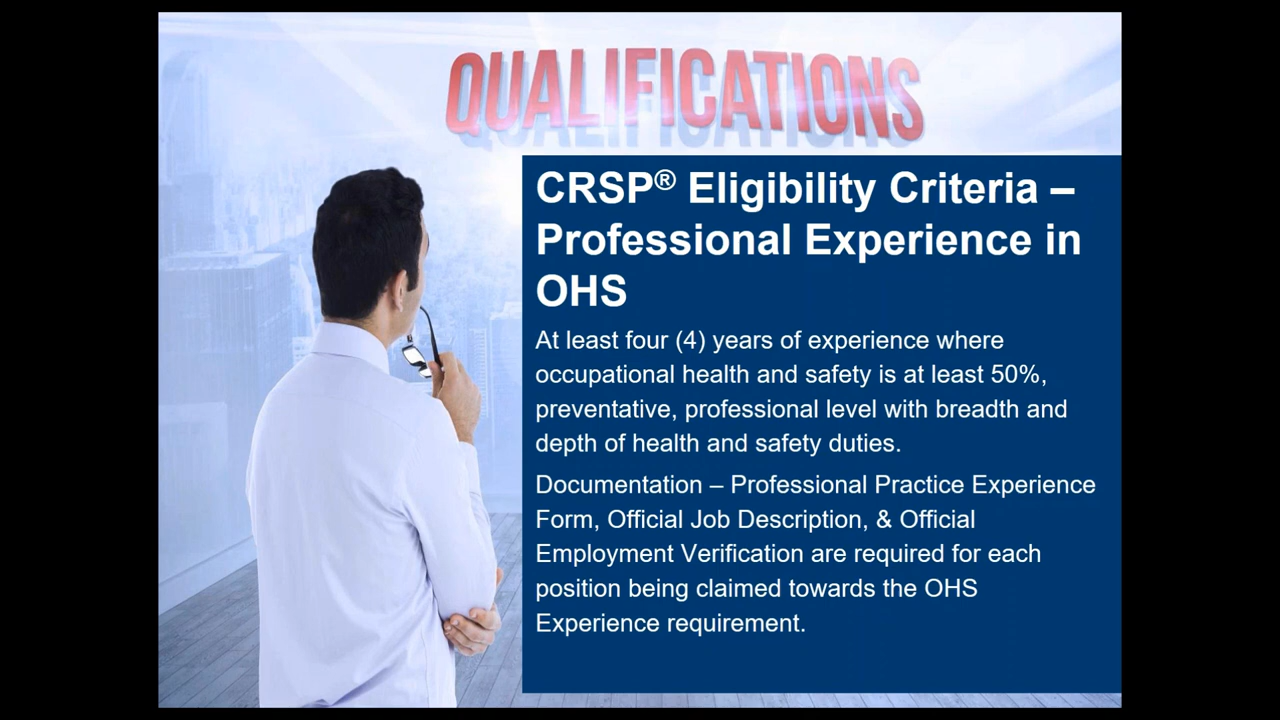 QUALIFICATIONS
CRSP® Eligibility Criteria –
Professional Experience in
OHS
At least four (4) years of experience where
occupational health and safety is at least 50%,
preventative, professional level with breadth and
depth of health and safety duties.
Documentation – Professional Practice Experience
Form, Official Job Description, & Official
Employment Verification are required for each
position being claimed towards the OHS
Experience requirement.